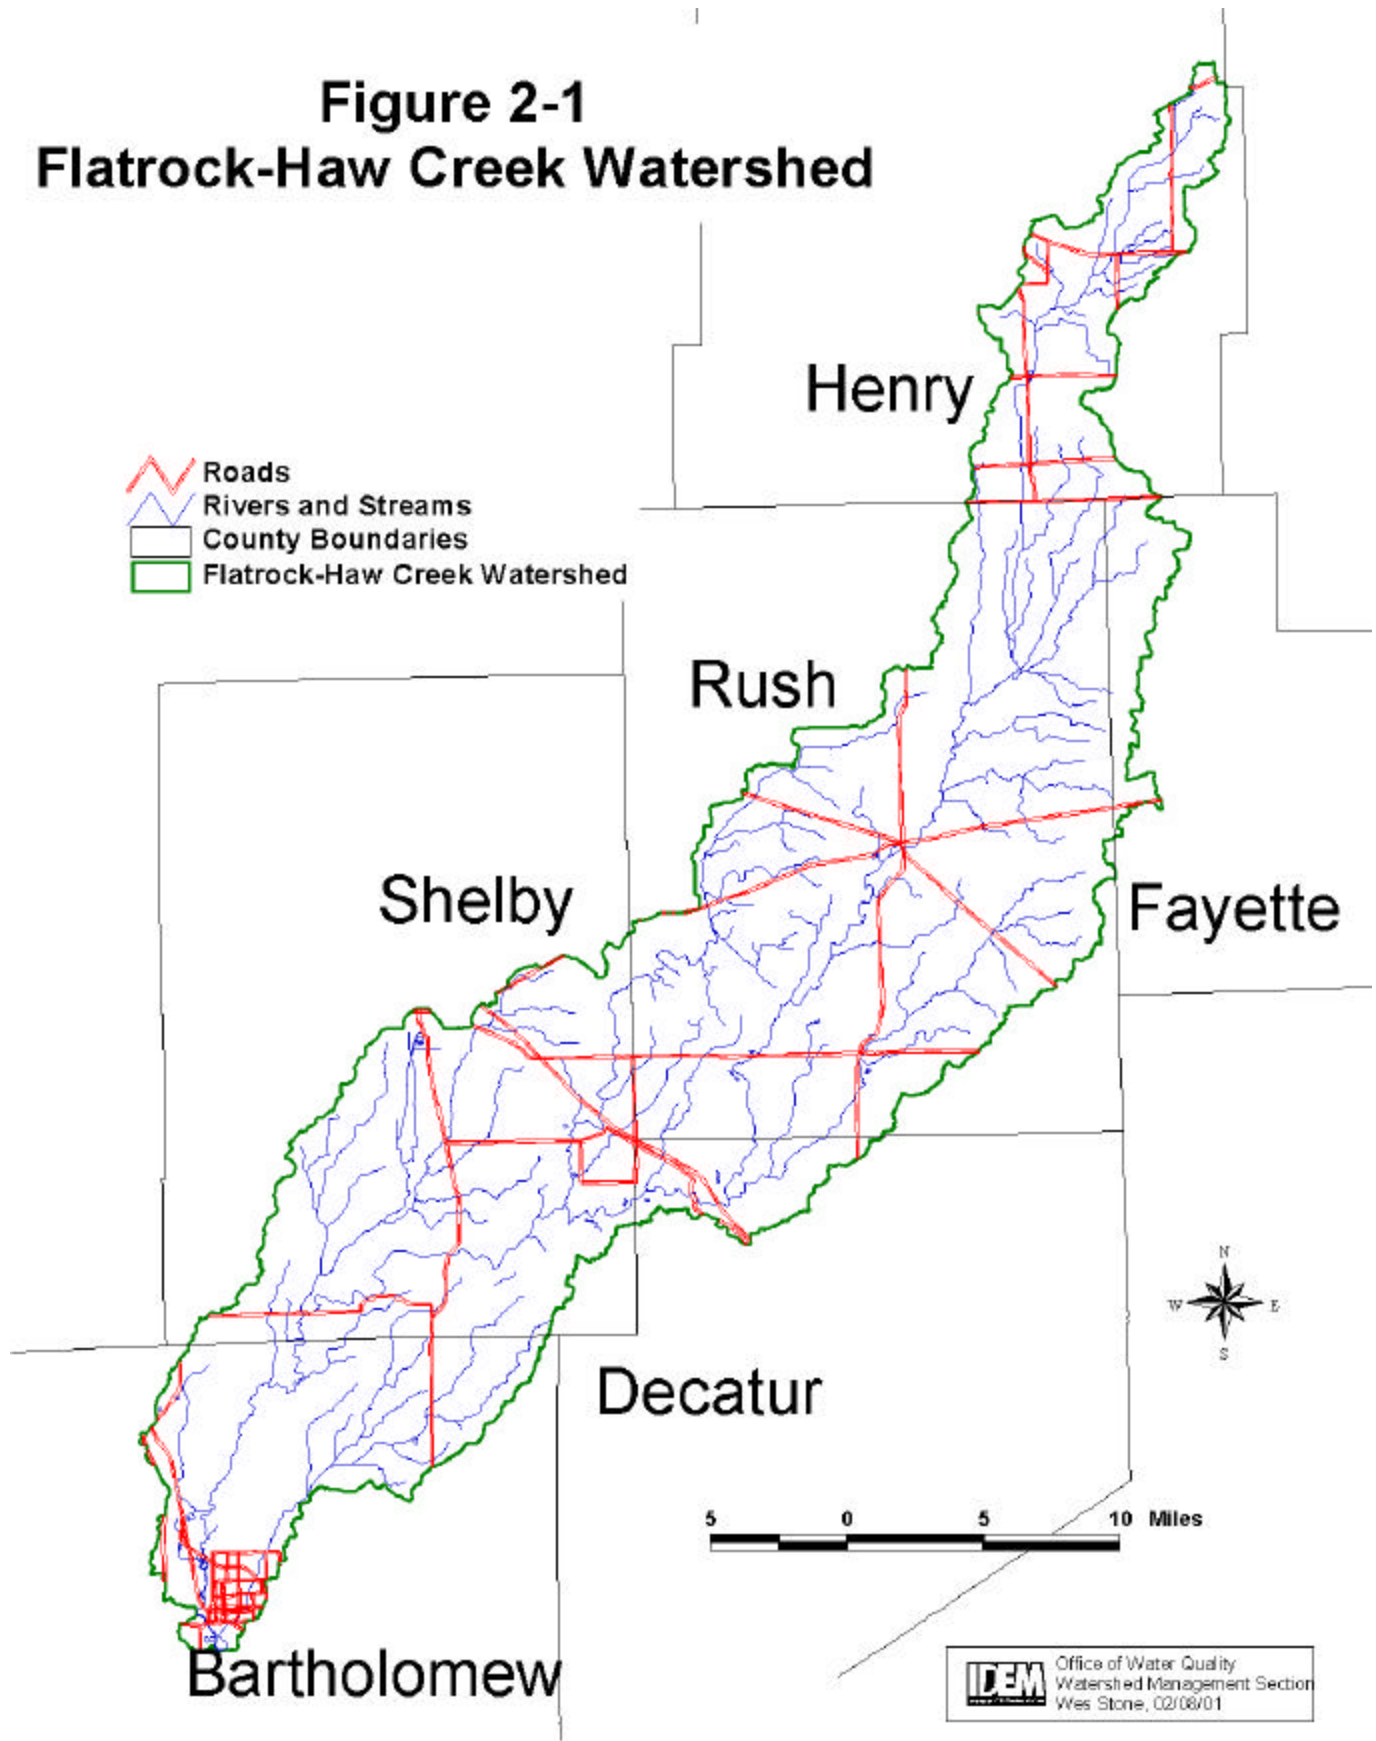 Figure 2-1
Flatrock-Haw Creek Watershed
Henry
Roads
Rivers and Streams
County Boundaries
Flatrock-Haw Creek Watershed
Rush
Shelby
Fayette
N
W E
S
Decatur
5 0 5 10 Miles
Bartholomew
IDEM
Office of Water Quality
Watershed Management Section
Wes Stone, 02/08/01